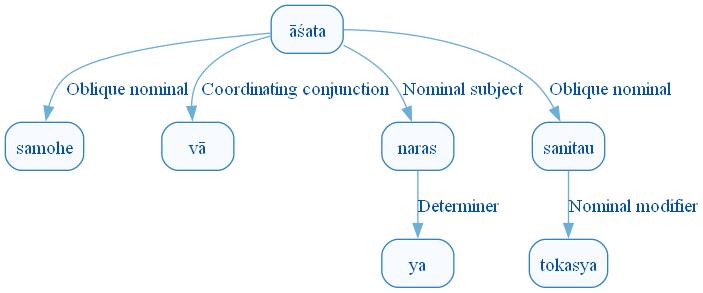 āśata
Oblique nominal Coordinating conjunction Nominal subject Oblique nominal
samohe vā naras sanitau
Determiner Nominal modifier
ya tokasya